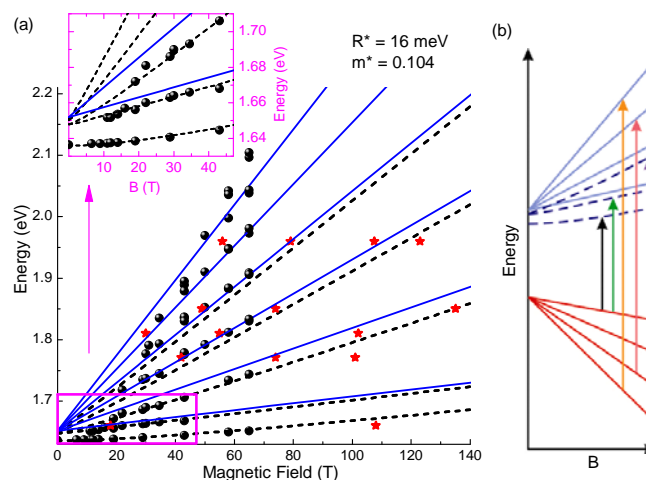 (a)
R* = 16 meV
m* = 0.104
1.70
1.68
1.66
1.64
Energy (eV)
10 20 30 40
B (T)
2.2
2.1
2.0
1.9
1.8
1.7
Energy (eV)
0 20 40 60 80 100 120 140
Magnetic Field (T)
(b)
Energy
B